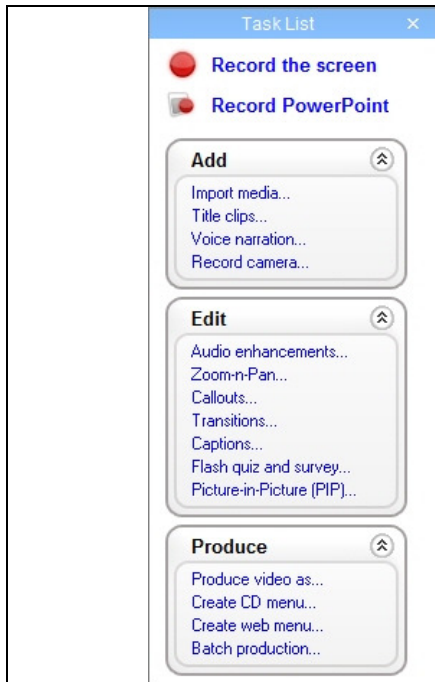 Task List
Record the screen
Record PowerPoint
Add
Import media...
Title clips...
Voice narration...
Record camera...
Edit
Audio enhancements...
Zoom-n-Pan...
Callouts...
Transitions...
Captions...
Flash quiz and survey...
Picture-in-Picture (PIP)...
Produce
Produce video as...
Create CD menu...
Create web menu...
Batch production...